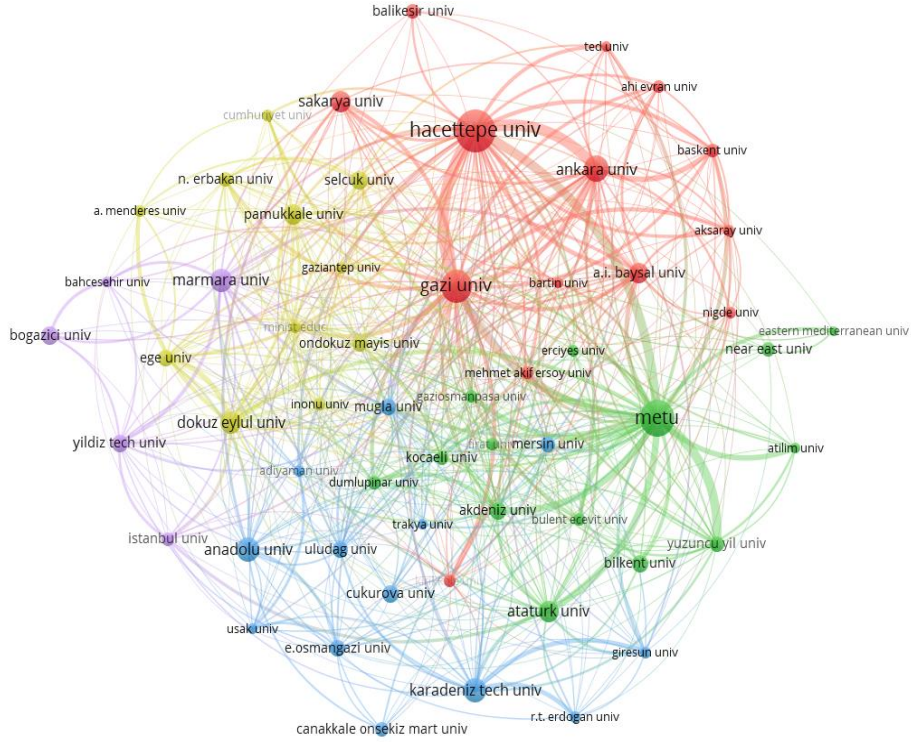 balikesir univ
ted univ
ahi evran univ
sakarya univ
cumhuriyet univ
hacettepe univ
baskent univ
ankara univ
n. erbakan univ
selcuk univ
a. menderes univ
pamukkale univ
aksaray univ
gaziantep univ
a.i. baysal univ
bahcesehir univ
marmara univ
gazi univ
bartin univ
nigde univ
minist educ
eastern mediterranean univ
bogazici univ
ondokuz mayis univ
erciyes univ
near east univ
ege univ
mehmet akif ersoy univ
gaziosmanpasa univ
inonu univ
mugla univ
metu
dokuz eylul univ
yildiz tech univ
firat univ
mersin univ
atilim univ
kocaeli univ
adiyaman univ
dumlupinar univ
akdeniz univ
bulent ecevit univ
trakya univ
istanbul univ
anadolu univ
uludag univ
yuzuncu yil univ
bilkent univ
cukurova univ
ataturk univ
usak univ
e.osmangazi univ
giresun univ
karadeniz tech univ
r.t. erdogan univ
canakkale onsekiz mart univ